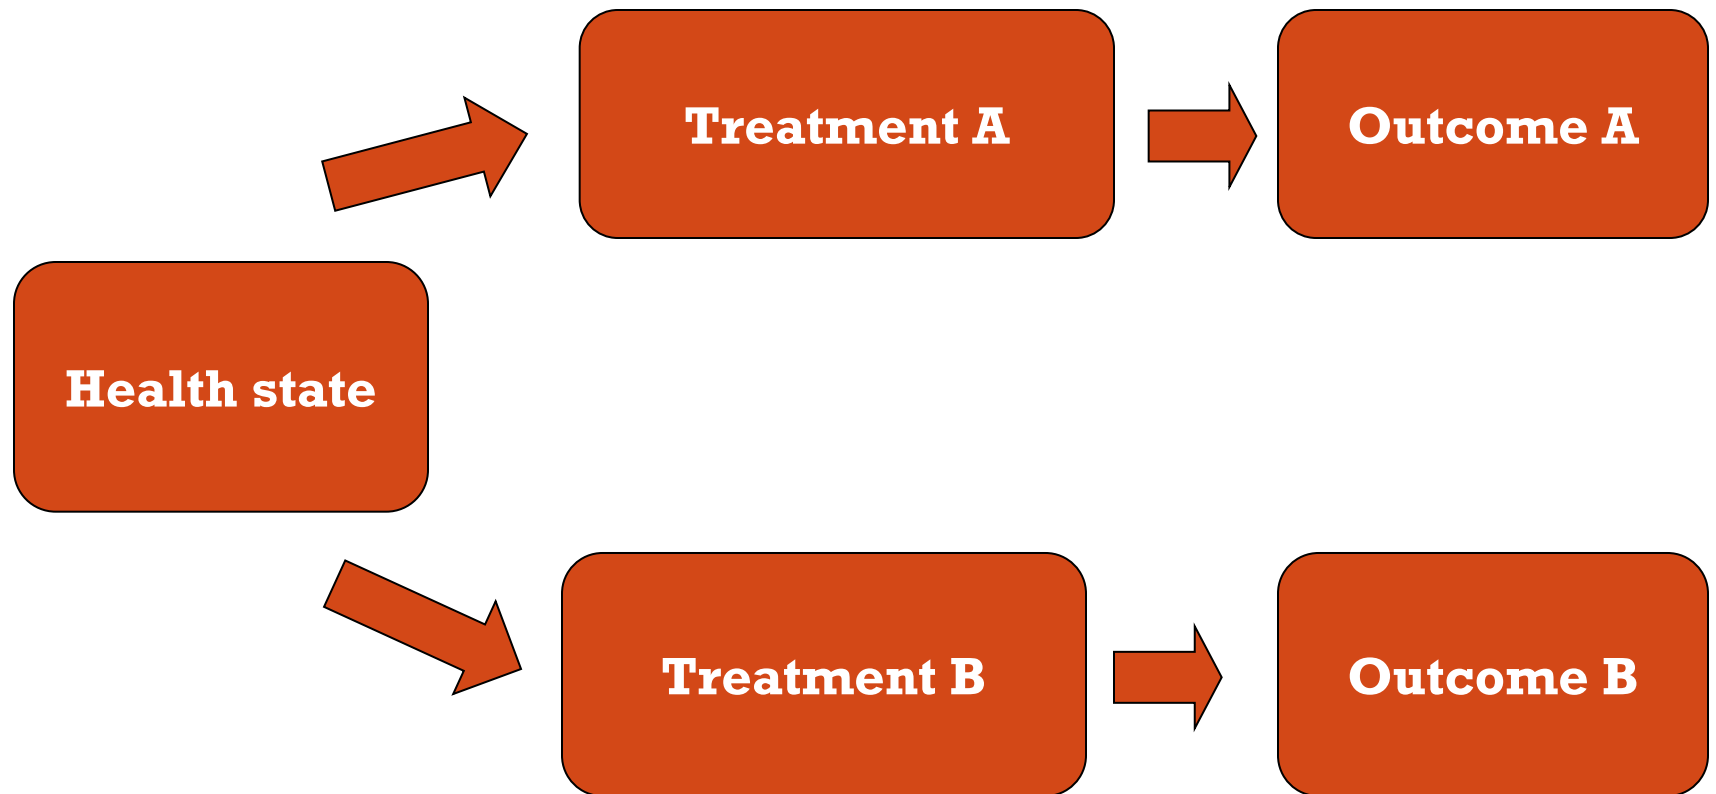 Treatment A
Outcome A
Health state
Treatment B
Outcome B